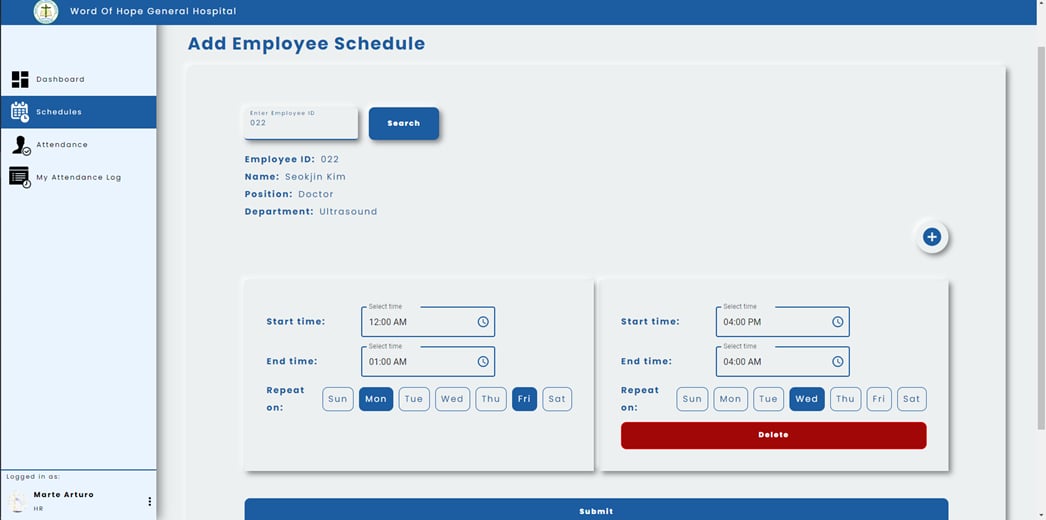 Word Of Hope General Hospital
Add Employee Schedule
Dashboard
Schedules
Attendance
My Attendance Log
Enter Employee ID
022
Search
Employee ID: 022
Name: Seokjin Kim
Position: Doctor
Department: Ultrasound
Start time: Select time 12:00 AM
End time: Select time 01:00 AM
Repeat on: Sun Mon Tue Wed Thu Fri Sat
Start time: Select time 04:00 PM
End time: Select time 04:00 AM
Repeat on: Sun Mon Tue Wed Thu Fri Sat
Delete
Submit
Logged in as:
Marte Arturo
HR